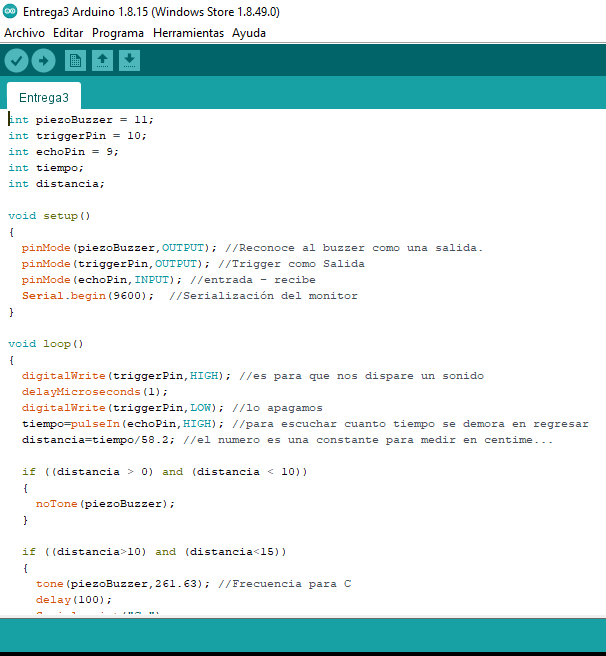 Entrega3 Arduino 1.8.15 (Windows Store 1.8.49.0)
Archivo Editar Programa Herramientas Ayuda
Entrega3
int piezoBuzzer = 11;
int triggerPin = 10;
int echoPin = 9;
int tiempo;
int distancia;
void setup()
{
pinMode(piezoBuzzer,OUTPUT); //Reconoce al buzzer como una salida.
pinMode(triggerPin,OUTPUT); //Trigger como Salida
pinMode(echoPin,INPUT); //entrada - recibe
Serial.begin(9600); //Serialización del monitor
}
void loop()
{
digitalWrite(triggerPin,HIGH); //es para que nos dispare un sonido
delayMicroseconds(1);
digitalWrite(triggerPin,LOW); //lo apagamos
tiempo=pulseIn(echoPin,HIGH); //para escuchar cuanto tiempo se demora en regresar
distancia=tiempo/58.2; //el numero es una constante para medir en centime...
if ((distancia > 0) and (distancia < 10))
{
noTone(piezoBuzzer);
}
if ((distancia>10) and (distancia<15))
{
tone(piezoBuzzer,261.63); //Frecuencia para C
delay(100);